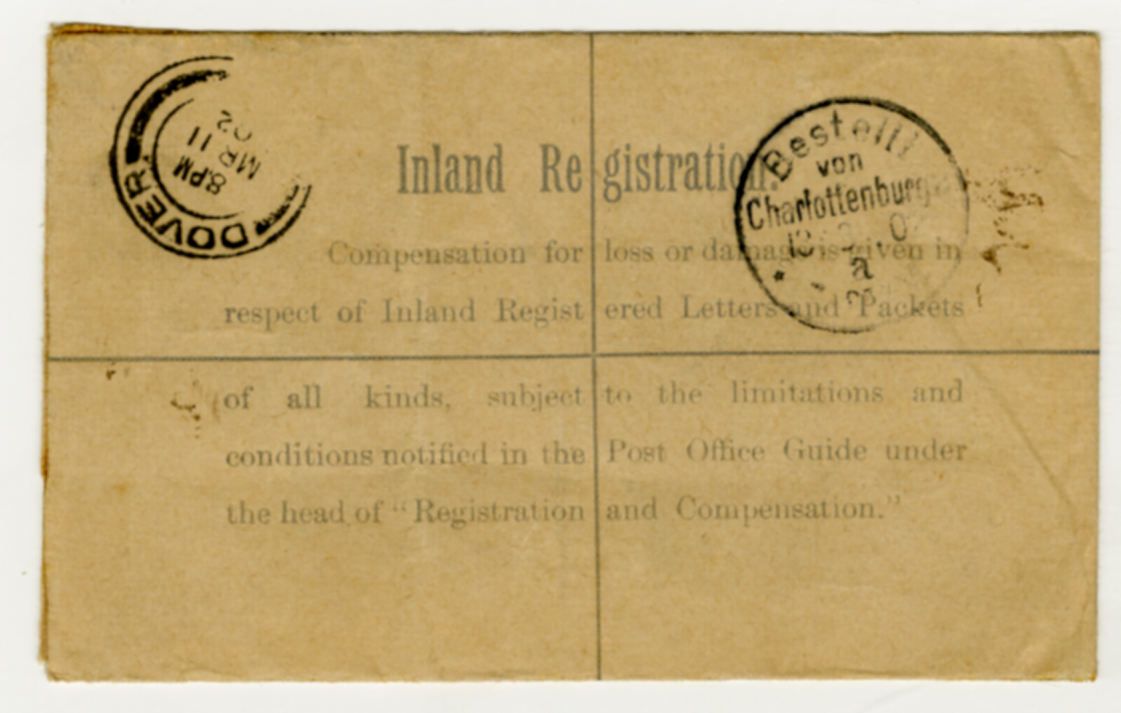 DOVER.
8.PM
MR 11
02
Inland Registration.
Bestellt
von
Charlottenburg
Compensation for loss or damage is given in
respect of Inland Registered Letters and Packets
of all kinds, subject to the limitations and
conditions notified in the Post Office Guide under
the head of “Registration and Compensation.”